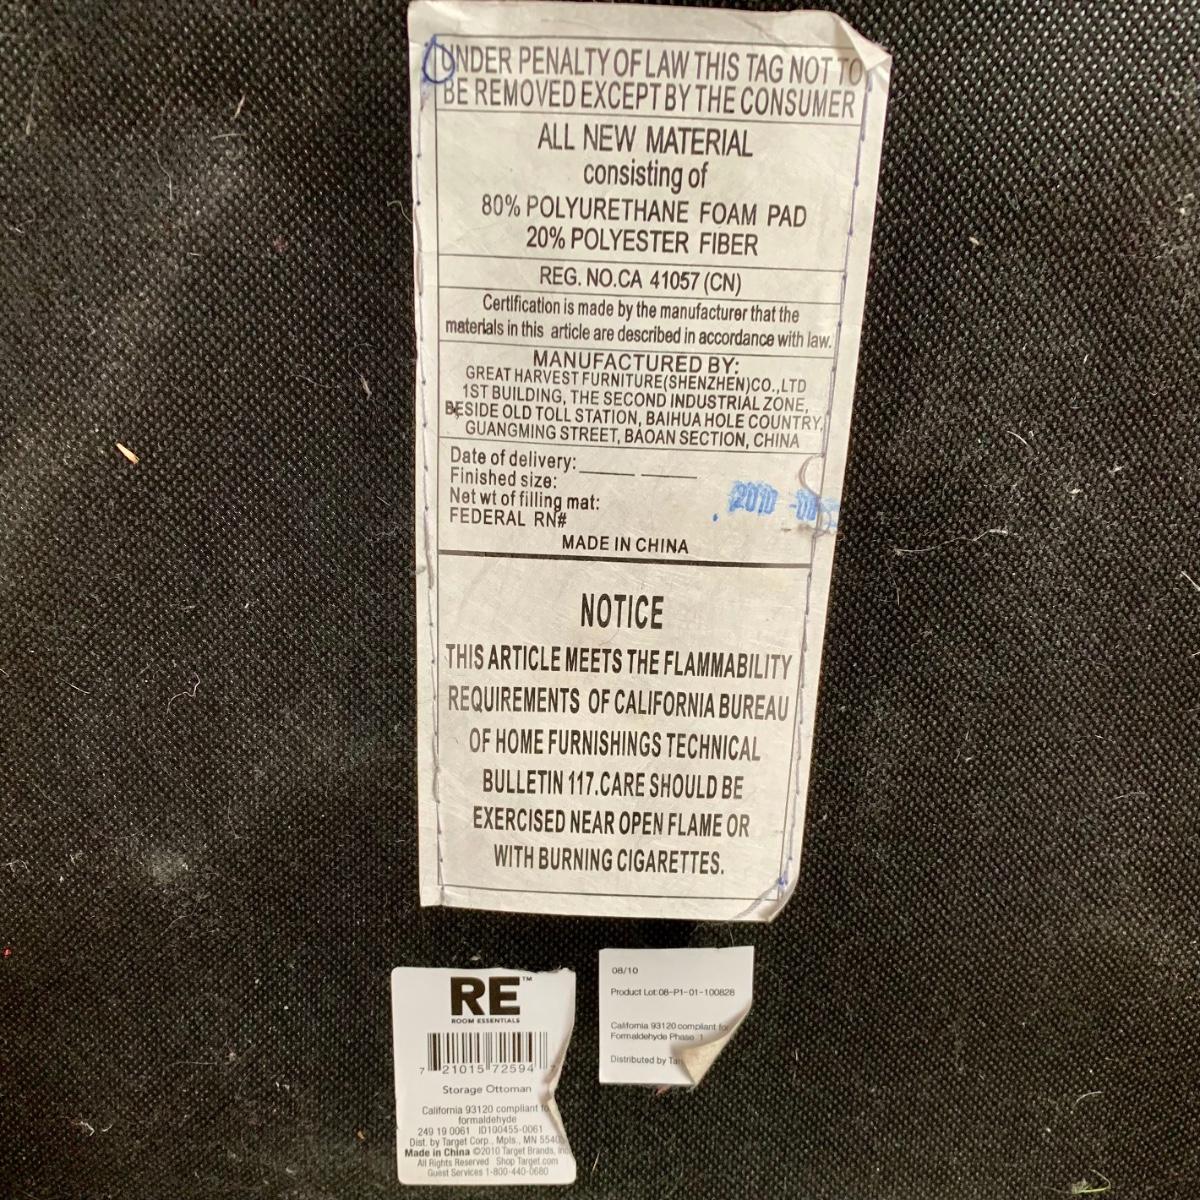 UNDER PENALTY OF LAW THIS TAG NOT TO
BE REMOVED EXCEPT BY THE CONSUMER
ALL NEW MATERIAL
consisting of
80% POLYURETHANE FOAM PAD
20% POLYESTER FIBER
REG. NO.CA 41057 (CN)
Certification is made by the manufacturer that the
materials in this article are described in accordance with law.
MANUFACTURED BY:
GREAT HARVEST FURNITURE(SHENZHEN)CO.,LTD
1ST BUILDING, THE SECOND INDUSTRIAL ZONE,
BESIDE OLD TOLL STATION, BAIHUA HOLE COUNTRY,
GUANGMING STREET, BAOAN SECTION, CHINA
Date of delivery:
Finished size:
Net wt of filling mat:
2010
FEDERAL RN#
MADE IN CHINA
NOTICE
THIS ARTICLE MEETS THE FLAMMABILITY
REQUIREMENTS OF CALIFORNIA BUREAU
OF HOME FURNISHINGS TECHNICAL
BULLETIN 117.CARE SHOULD BE
EXERCISED NEAR OPEN FLAME OR
WITH BURNING CIGARETTES.
RE™
ROOM ESSENTIALS
7 21015 72594 7
Storage Ottoman
California 93120 compliant fo
formaldehyde
249 19 0061 ID100455-0061
Dist. by Target Corp., Mpls., MN 5540
Made in China ©2010 Target Brands, Inc
All Rights Reserved Shop Target.com
Guest Services 1-800-440-0680
08/10
Product Lot:08-P1-01-100828
California 93120 compliant fo
Formaldehyde Phase 1
Distributed by Ta